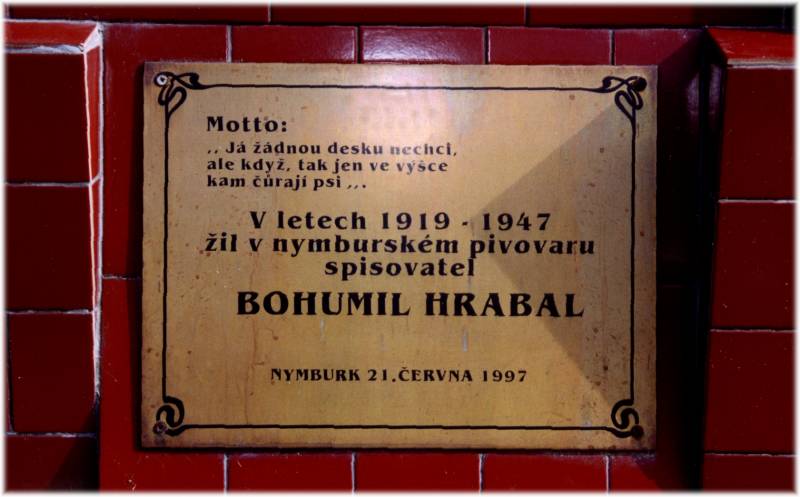 Motto:
,, Já žádnou desku nechci,
ale když, tak jen ve výšce
kam čůrají psi ,,.
V letech 1919 - 1947
žil v nymburském pivovaru
spisovatel
BOHUMIL HRABAL
NYMBURK 21.ČERVNA 1997